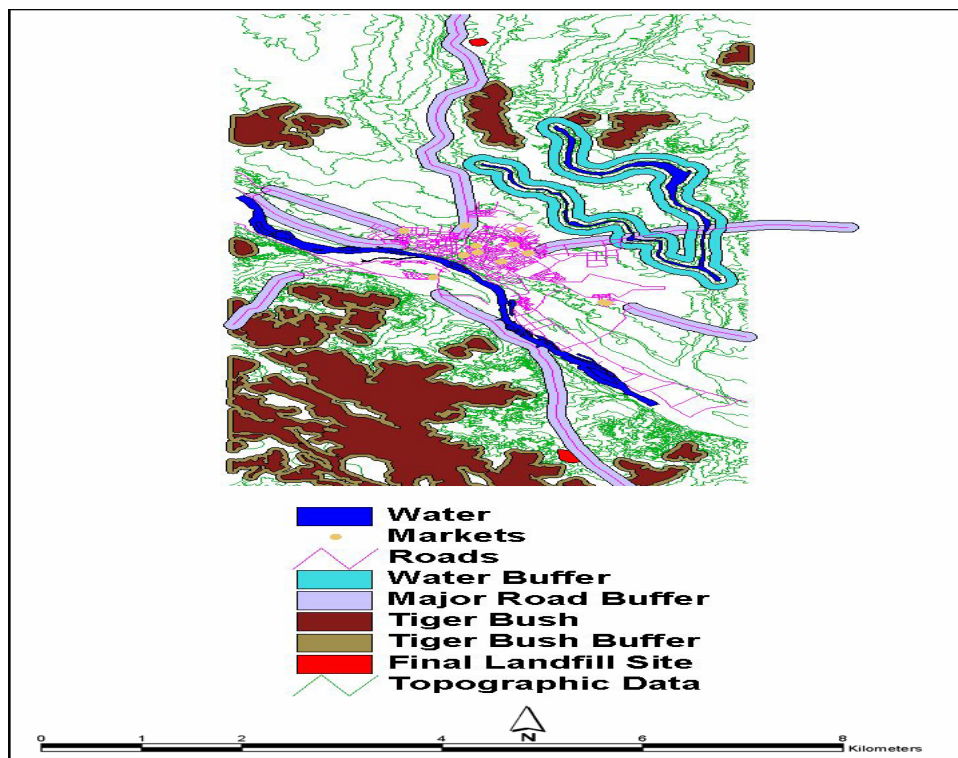 Water
Markets
Roads
Water Buffer
Major Road Buffer
Tiger Bush
Tiger Bush Buffer
Final Landfill Site
Topographic Data
N
0 1 2 4 6 8
Kilometers